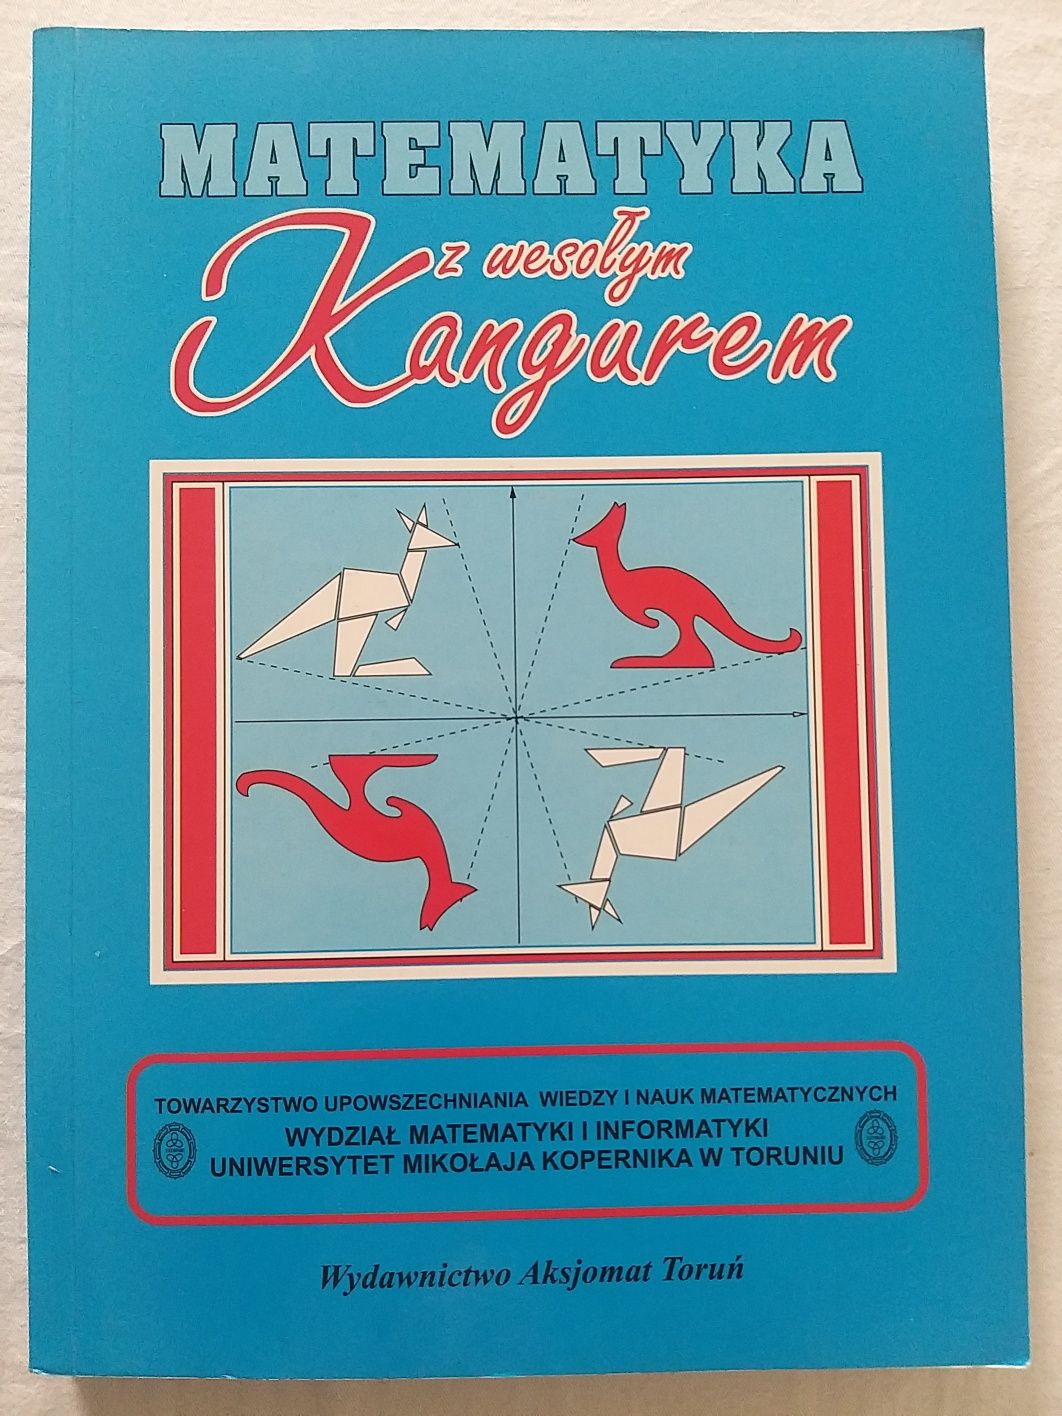 MATEMATYKA
z wesołym
Kangurem
TOWARZYSTWO UPOWSZECHNIANIA WIEDZY I NAUK MATEMATYCZNYCH
WYDZIAŁ MATEMATYKI I INFORMATYKI
UNIWERSYTET MIKOŁAJA KOPERNIKA W TORUNIU
Wydawnictwo Aksjomat Toruń